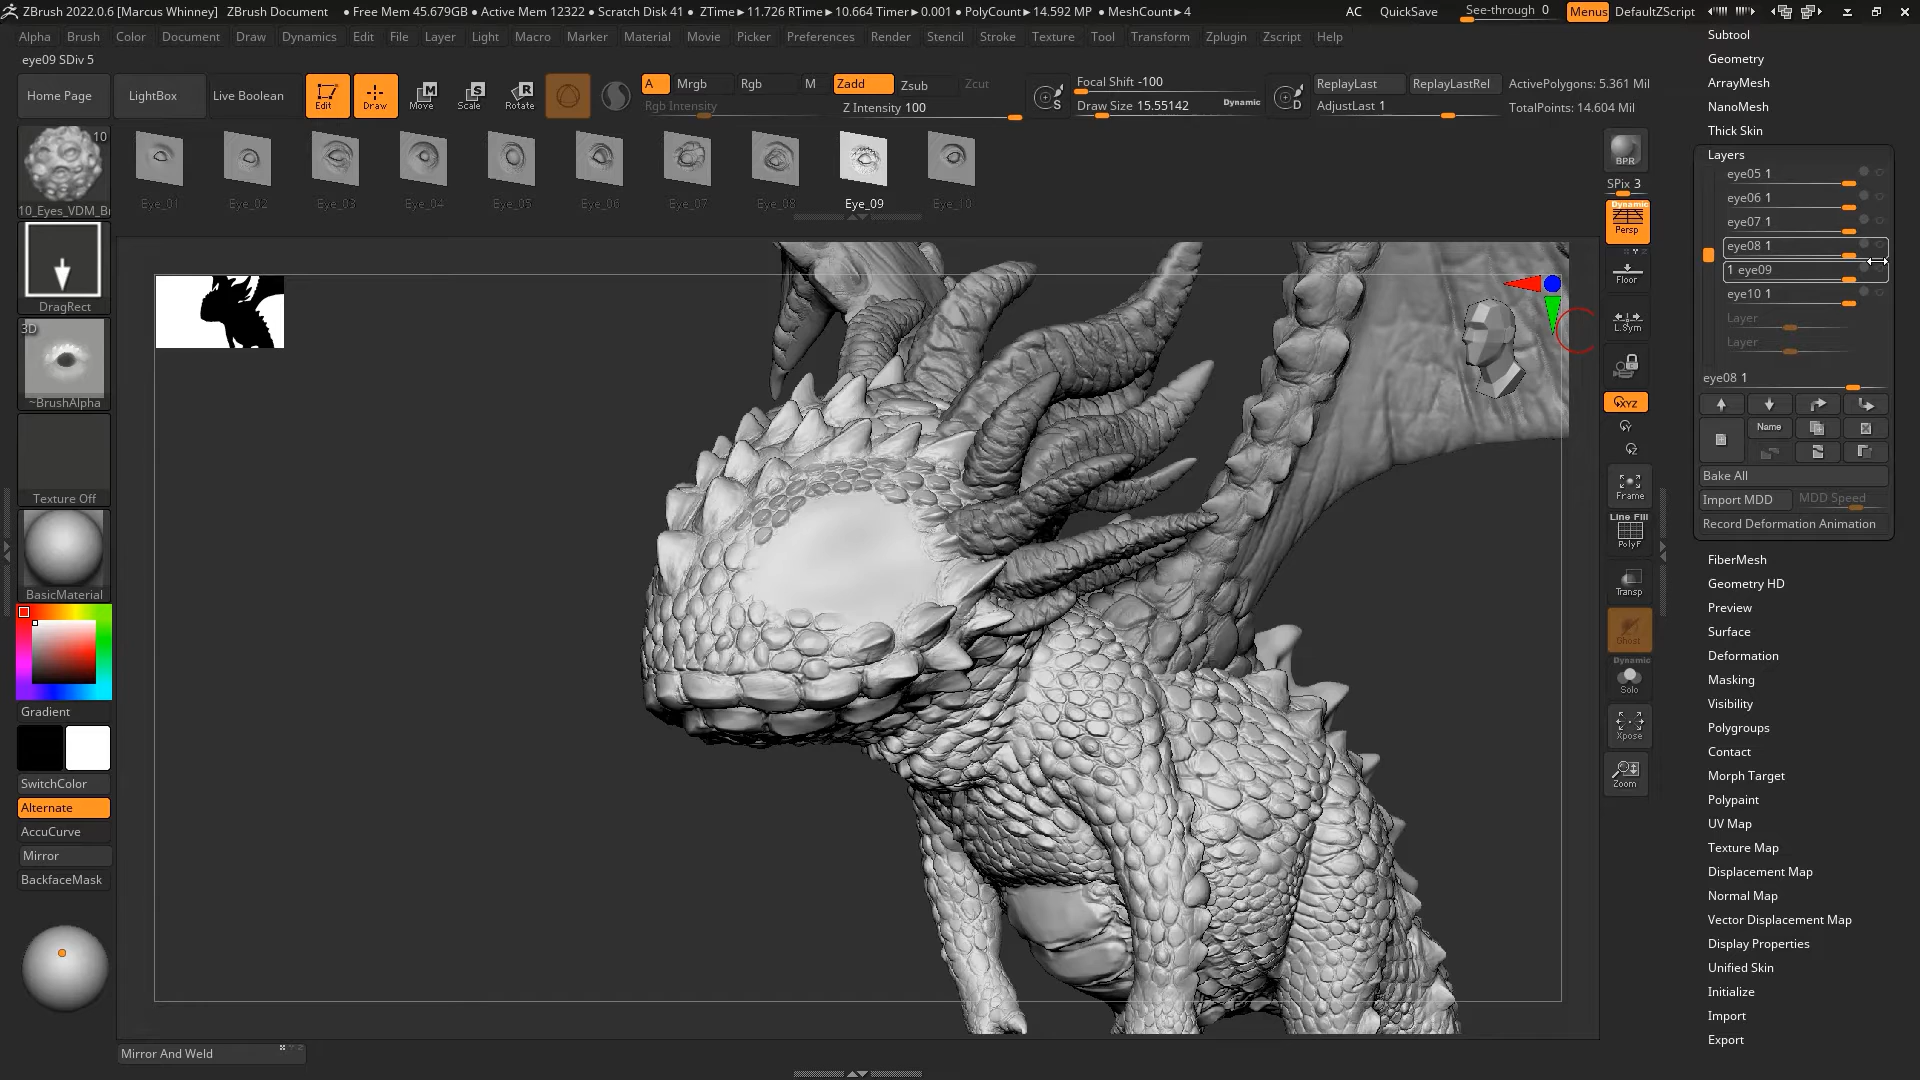 ZBrush 2022.0.6 [Marcus Whinney] ZBrush Document • Free Mem 45.679GB • Active Mem 12322 • Scratch Disk 41 • ZTime►11.726 RTime►10.664 Timer►0.001 • PolyCount►14.592 MP • MeshCount►4 AC QuickSave See-through 0 Menus DefaultZScript
Alpha Brush Color Document Draw Dynamics Edit File Layer Light Macro Marker Material Movie Picker Preferences Render Stencil Stroke Texture Tool Transform Zplugin Zscript Help
eye09 SDiv 5
Home Page LightBox Live Boolean Edit Draw Move Scale Rotate
M S R
A Mrgb Rgb M Zadd Zsub Zcut
Rgb Intensity Z Intensity 100
S Focal Shift -100
Draw Size 15.55142 Dynamic
D ReplayLast ReplayLastRel ActivePolygons: 5.361 Mil
AdjustLast 1 TotalPoints: 14.604 Mil
10
10_Eyes_VDM_Br
Eye_01 Eye_02 Eye_03 Eye_04 Eye_05 Eye_06 Eye_07 Eye_08 Eye_09 Eye_10
DragRect
3D
~BrushAlpha
Texture Off
BasicMaterial
Gradient
SwitchColor
Alternate
AccuCurve
Mirror
BackfaceMask
Mirror And Weld
BPR
SPix 3
Dynamic
Persp
Floor
L.Sym
XYZ
Frame
Line Fill
PolyF
Transp
Ghost
Dynamic
Solo
Xpose
Zoom
Subtool
Geometry
ArrayMesh
NanoMesh
Thick Skin
Layers
eye05 1
eye06 1
eye07 1
eye08 1
1 eye09
eye10 1
Layer
Layer
eye08 1
Name
Bake All
Import MDD MDD Speed
Record Deformation Animation
FiberMesh
Geometry HD
Preview
Surface
Deformation
Masking
Visibility
Polygroups
Contact
Morph Target
Polypaint
UV Map
Texture Map
Displacement Map
Normal Map
Vector Displacement Map
Display Properties
Unified Skin
Initialize
Import
Export